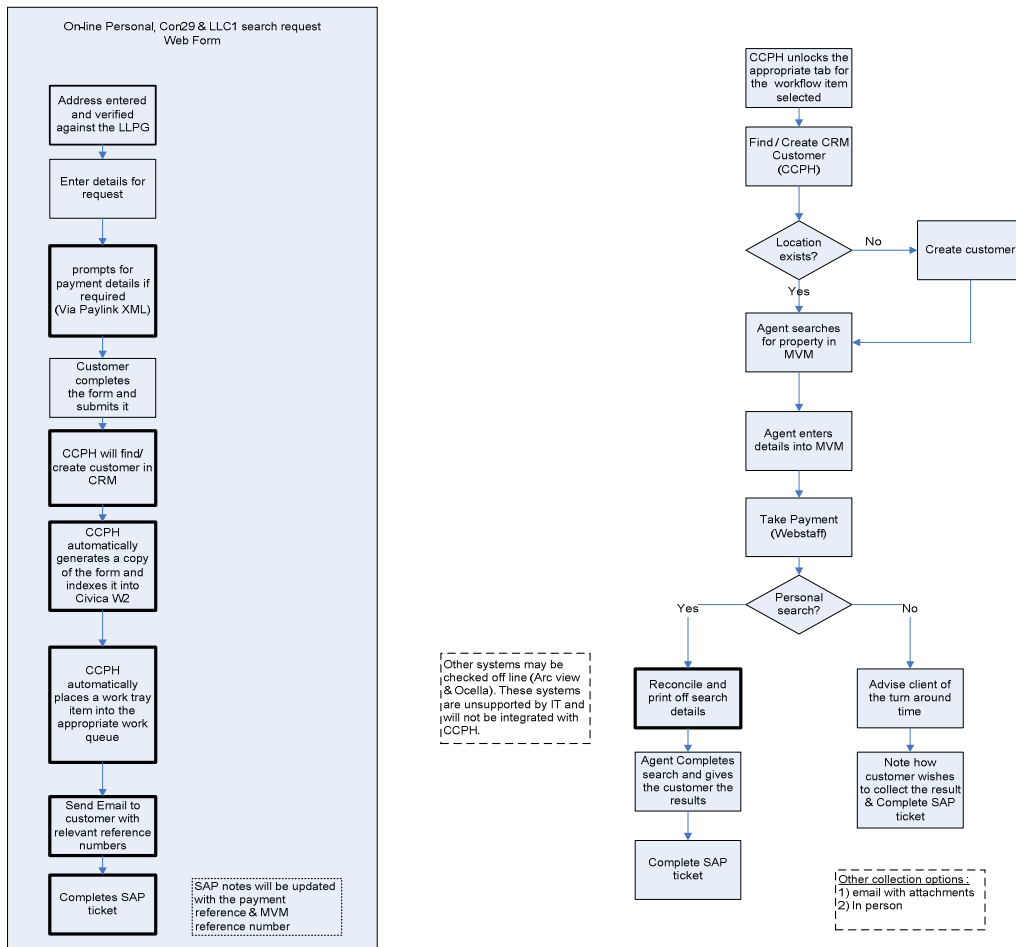 On-line Personal, Con29 & LLC1 search request
Web Form
Address entered
and verified
against the LLPG
Enter details for
request
prompts for
payment details if
required
(Via Paylink XML)
Customer
completes
the form and
submits it
CCPH will find/
create customer in
CRM
CCPH
automatically
generates a copy
of the form and
indexes it into
Civica W2
CCPH
automatically
places a work tray
item into the
appropriate work
queue
Send Email to
customer with
relevant reference
numbers
Completes SAP
ticket
SAP notes will be updated
with the payment
reference & MVM
reference number
CCPH unlocks the
appropriate tab for
the workflow item
selected
Find / Create CRM
Customer
(CCPH)
Location
exists?
No
Create customer
Yes
Agent searches
for property in
MVM
Agent enters
details into MVM
Take Payment
(Webstaff)
Personal
search?
Yes
No
Other systems may be
checked off line (Arc view
& Ocella). These systems
are unsupported by IT and
will not be integrated with
CCPH.
Reconcile and
print off search
details
Agent Completes
search and gives
the customer the
results
Complete SAP
ticket
Advise client of
the turn around
time
Note how
customer wishes
to collect the result
& Complete SAP
ticket
Other collection options :
1) email with attachments
2) In person